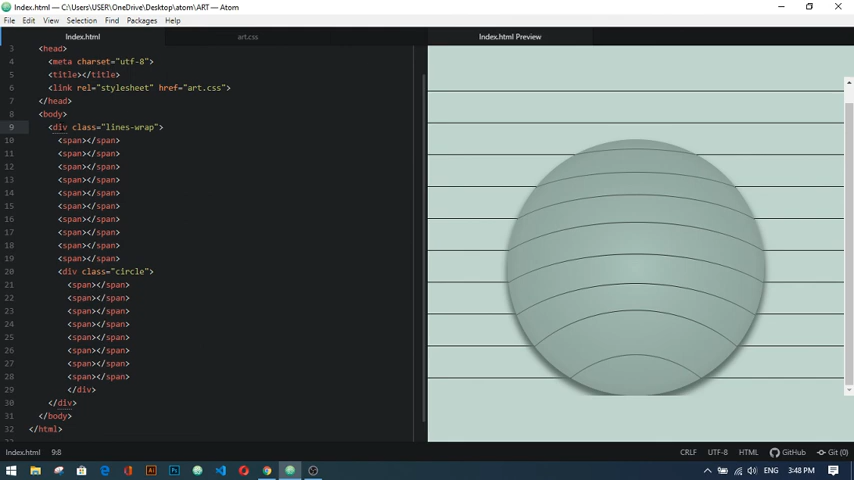 Index.html — C:\Users\USER\OneDrive\Desktop\atom\ART — Atom
File Edit View Selection Find Packages Help
Index.html art.css Index.html Preview
3 <head>
4 <meta charset="utf-8">
5 <title></title>
6 <link rel="stylesheet" href="art.css">
7 </head>
8 <body>
9 <div class="lines-wrap">
10 <span></span>
11 <span></span>
12 <span></span>
13 <span></span>
14 <span></span>
15 <span></span>
16 <span></span>
17 <span></span>
18 <span></span>
19 <span></span>
20 <div class="circle">
21 <span></span>
22 <span></span>
23 <span></span>
24 <span></span>
25 <span></span>
26 <span></span>
27 <span></span>
28 <span></span>
29 </div>
30 </div>
31 </body>
32 </html>
Index.html 9:8 CRLF UTF-8 HTML GitHub Git (0)
Ai Ps ENG 3:48 PM